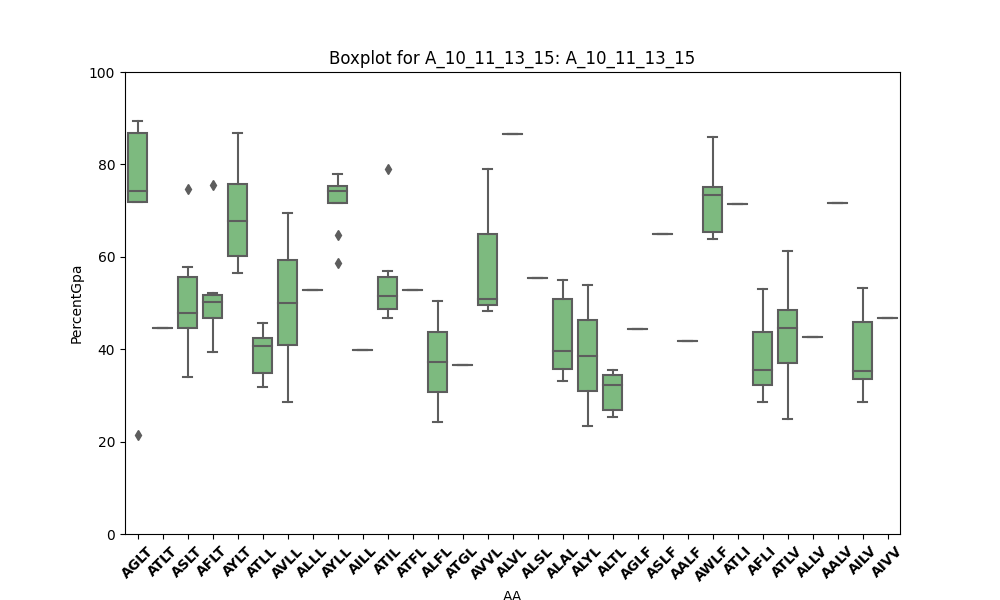 Boxplot for A_10_11_13_15: A_10_11_13_15
PercentGpa
100
80
60
40
20
0
AGLT ATLT ASLT AFLT AYLT ATLL AVLL ALLL AYLL AILL ATIL ATFL ALFL ATGL AVVL ALVL ALSL ALAL ALYL ALTL AGLF ASLF AALF AWLF ATLI AFLI ATLV ALLV AALV AILV AIVV
AA